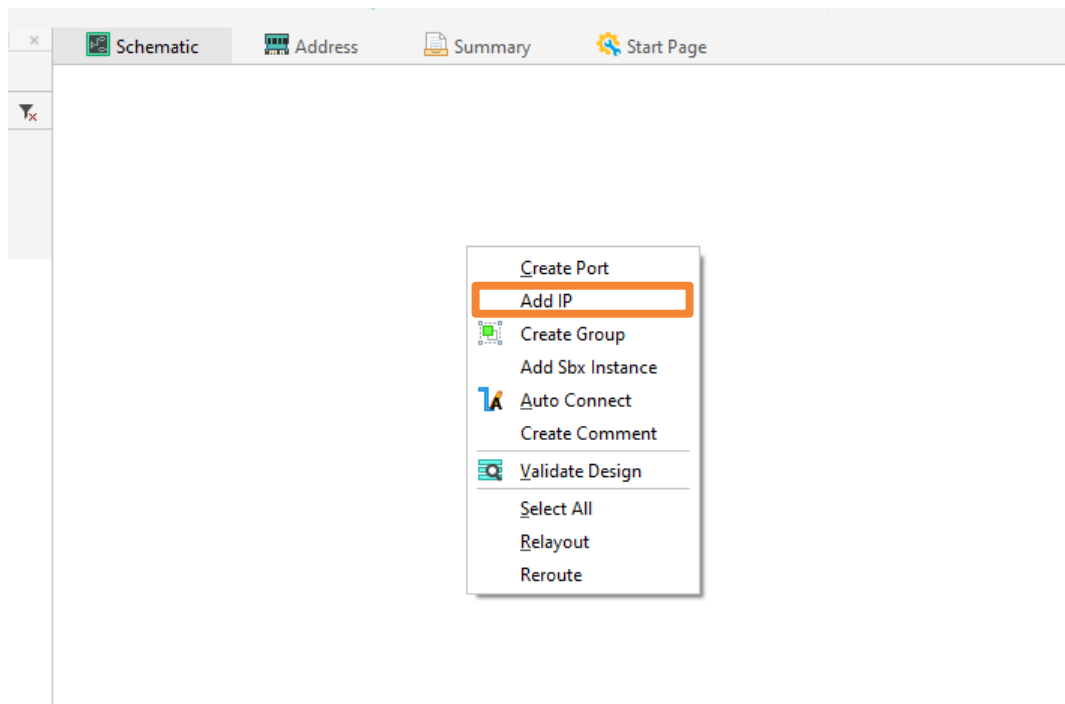 Schematic
Address
Summary
Start Page
Create Port
Add IP
Create Group
Add Sbx Instance
Auto Connect
Create Comment
Validate Design
Select All
Relayout
Reroute